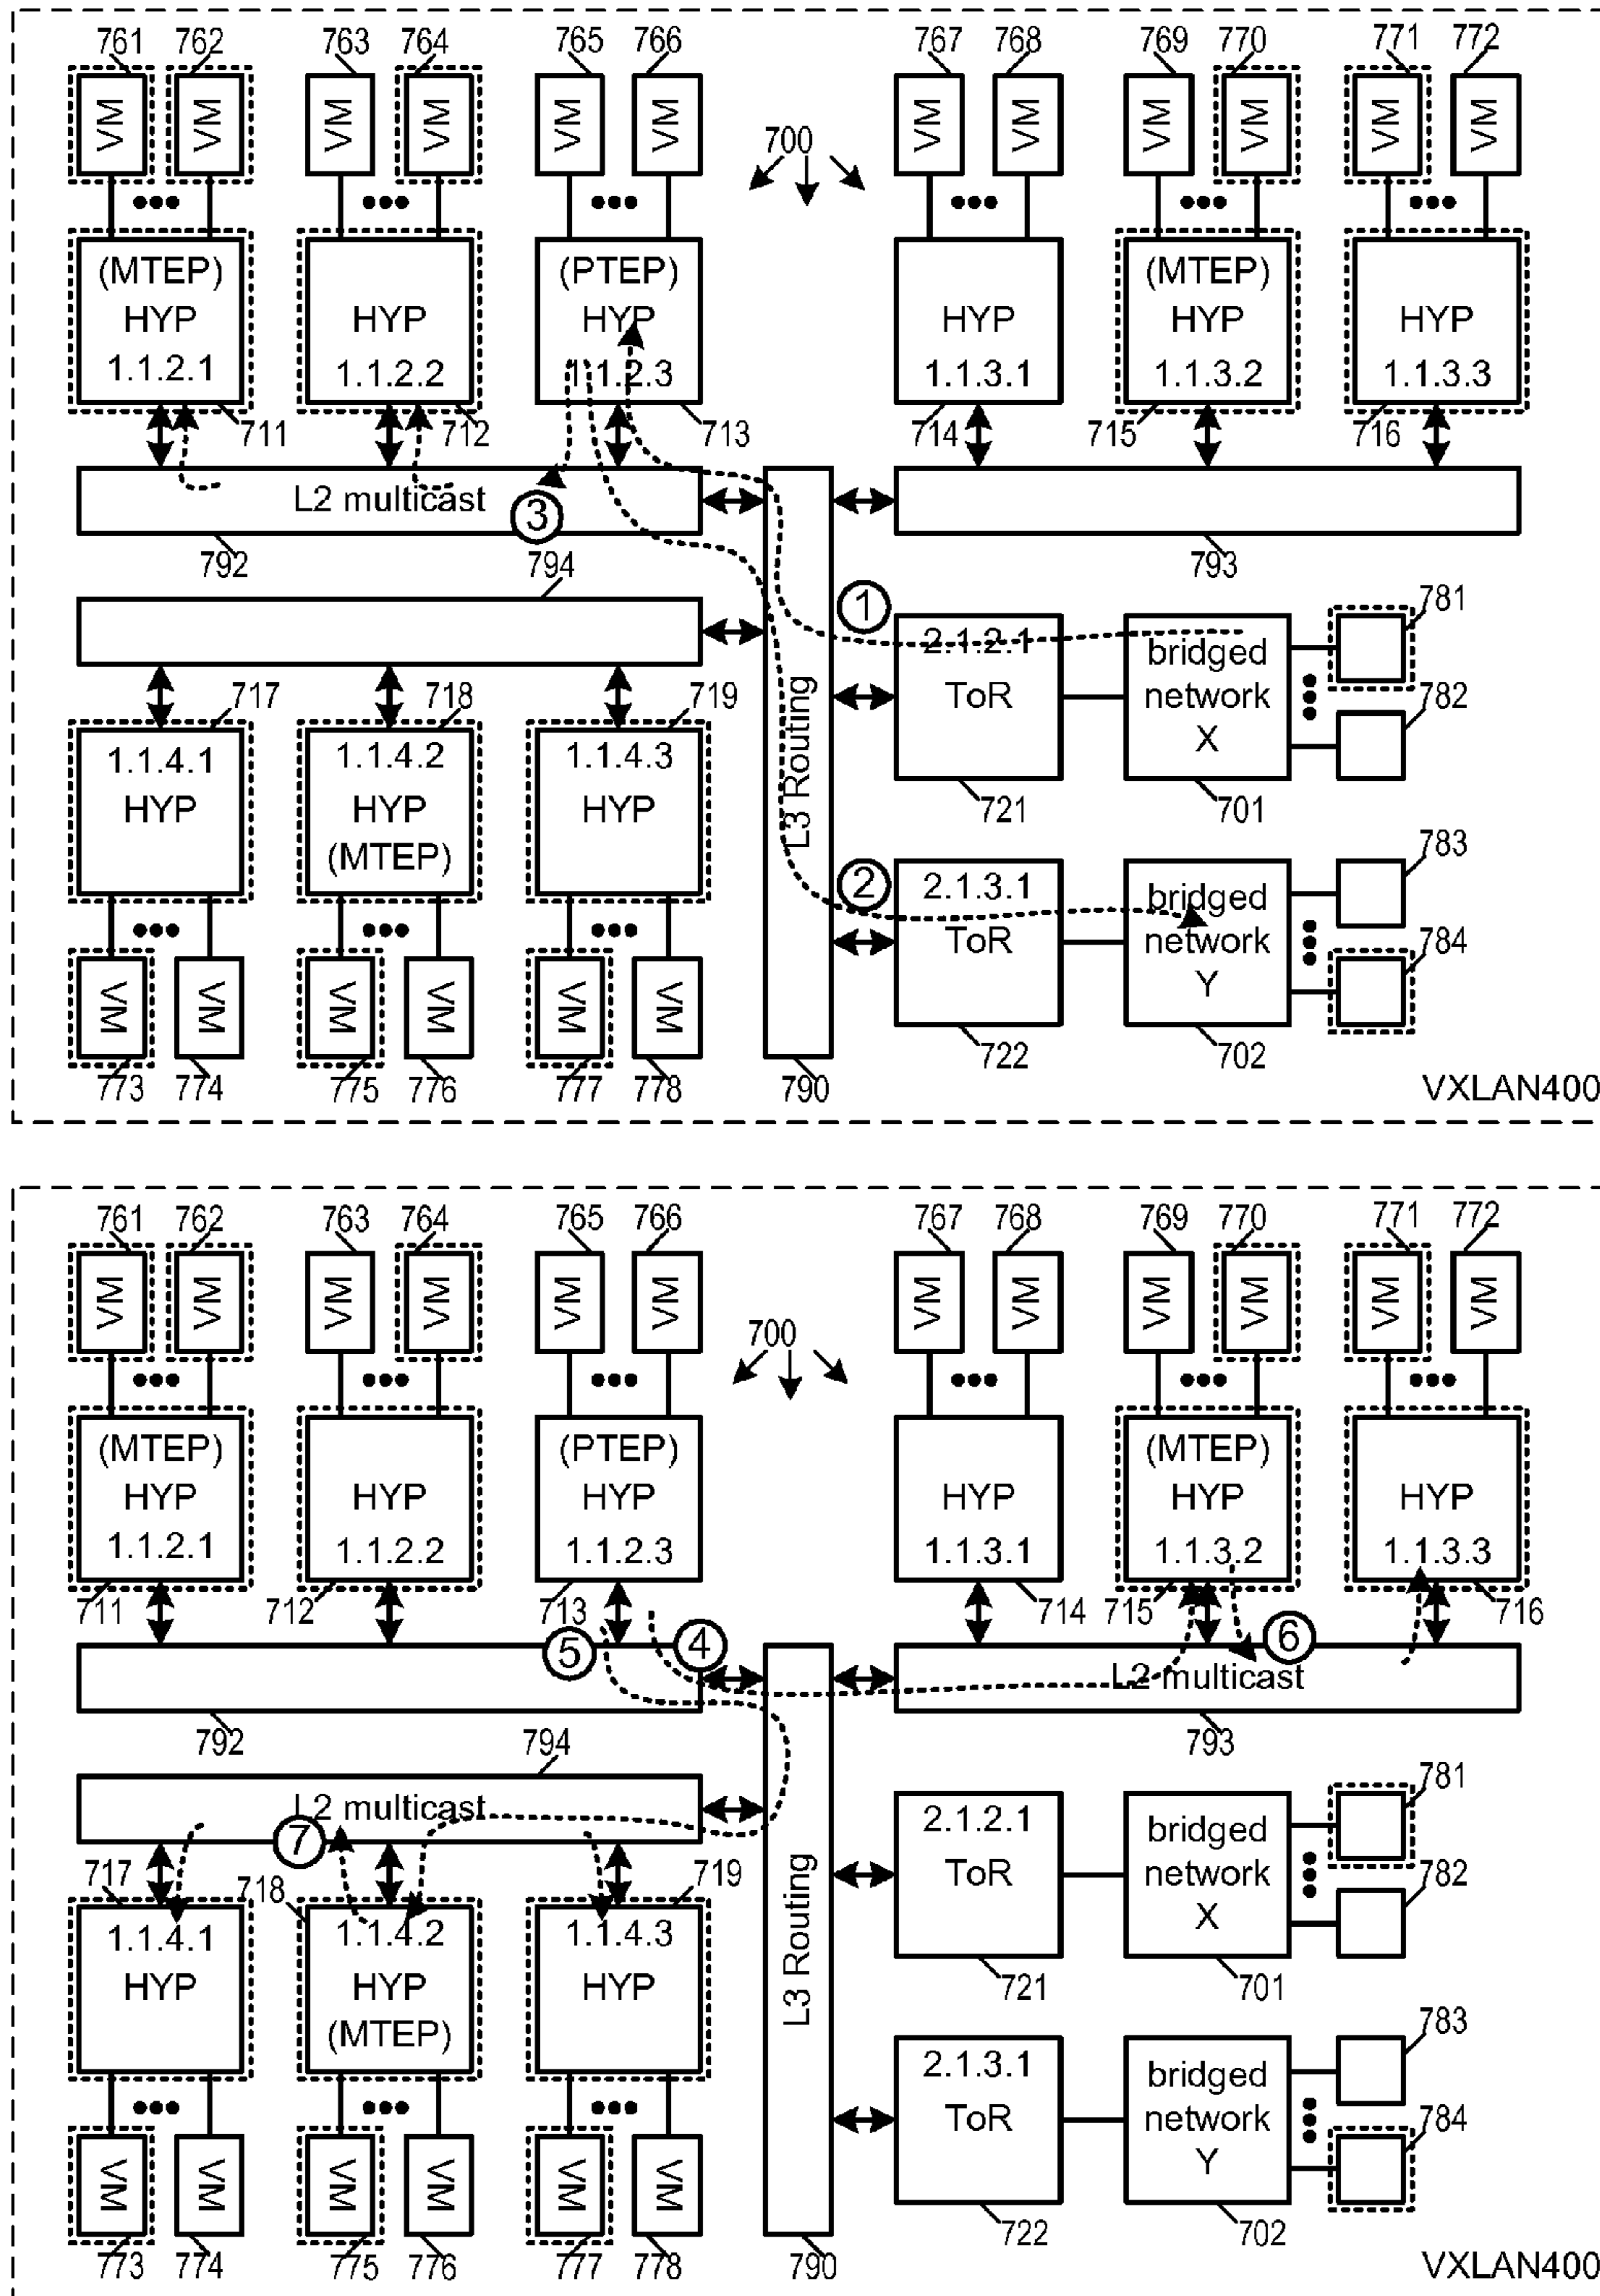 761 762 763 764 765 766 767 768 769 770 771 772
VM VM VM VM VM VM VM VM VM VM VM VM
700
(MTEP) (PTEP) (MTEP)
HYP HYP HYP HYP HYP HYP
1.1.2.1 1.1.2.2 1.1.2.3 1.1.3.1 1.1.3.2 1.1.3.3
711 712 713 714 715 716
L2 multicast
3
792 794 793
1
781
2.1.2.1 bridged
ToR network
X
782
717 718 719
1.1.4.1 1.1.4.2 1.1.4.3
HYP HYP HYP
(MTEP)
L3 Routing
721 701
2
783
2.1.3.1 bridged
ToR network
Y
784
VM VM VM VM VM VM
773 774 775 776 777 778 790
722 702
VXLAN400
761 762 763 764 765 766 767 768 769 770 771 772
VM VM VM VM VM VM VM VM VM VM VM VM
700
(MTEP) (PTEP) (MTEP)
HYP HYP HYP HYP HYP HYP
1.1.2.1 1.1.2.2 1.1.2.3 1.1.3.1 1.1.3.2 1.1.3.3
711 712 713 714 715 716
5 4 6
L2 multicast
792 794 793
L2 multicast
7
781
2.1.2.1 bridged
ToR network
X
782
717 718 719
1.1.4.1 1.1.4.2 1.1.4.3
HYP HYP HYP
(MTEP)
L3 Routing
721 701
783
2.1.3.1 bridged
ToR network
Y
784
VM VM VM VM VM VM
773 774 775 776 777 778 790
722 702
VXLAN400